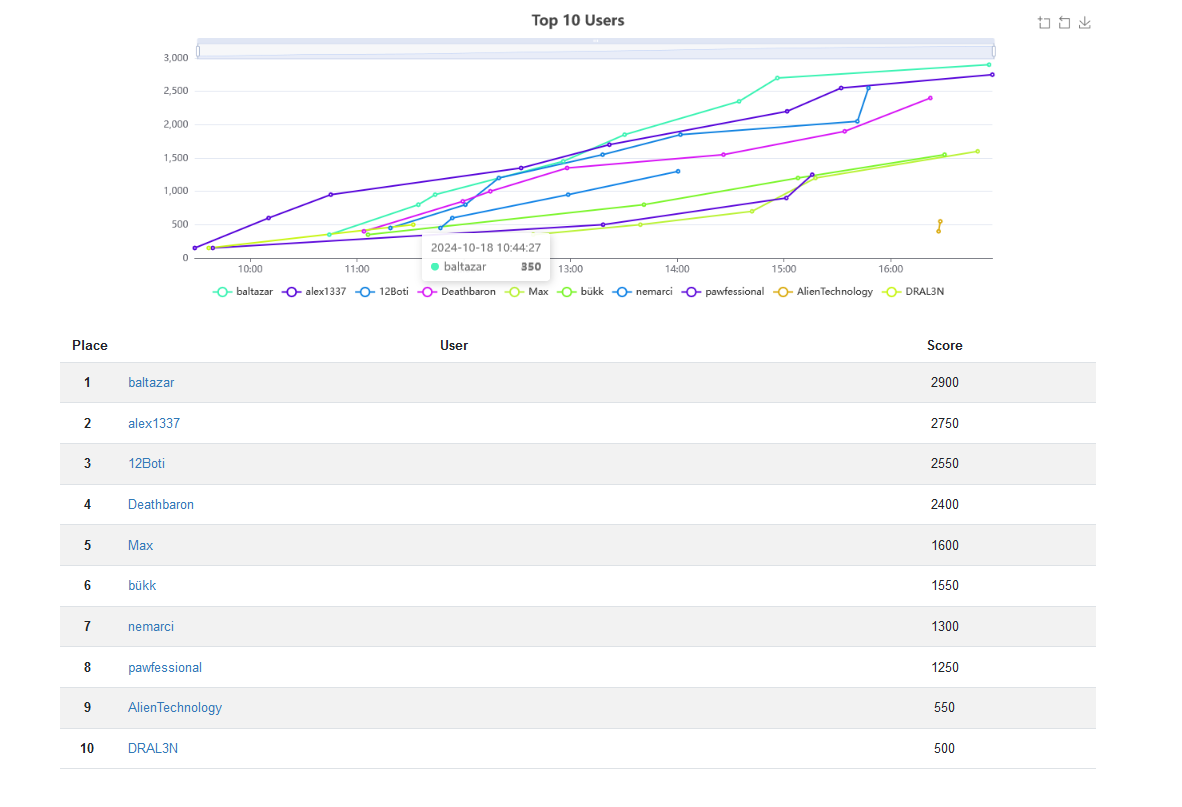 Top 10 Users
3,000
2,500
2,000
1,500
1,000
500
0
2024-10-18 10:44:27
baltazar 350
10:00 11:00 13:00 14:00 15:00 16:00
baltazar alex1337 12Boti Deathbaron Max bükk nemarci pawfessional AlienTechnology DRAL3N
Place User Score
1 baltazar 2900
2 alex1337 2750
3 12Boti 2550
4 Deathbaron 2400
5 Max 1600
6 bükk 1550
7 nemarci 1300
8 pawfessional 1250
9 AlienTechnology 550
10 DRAL3N 500